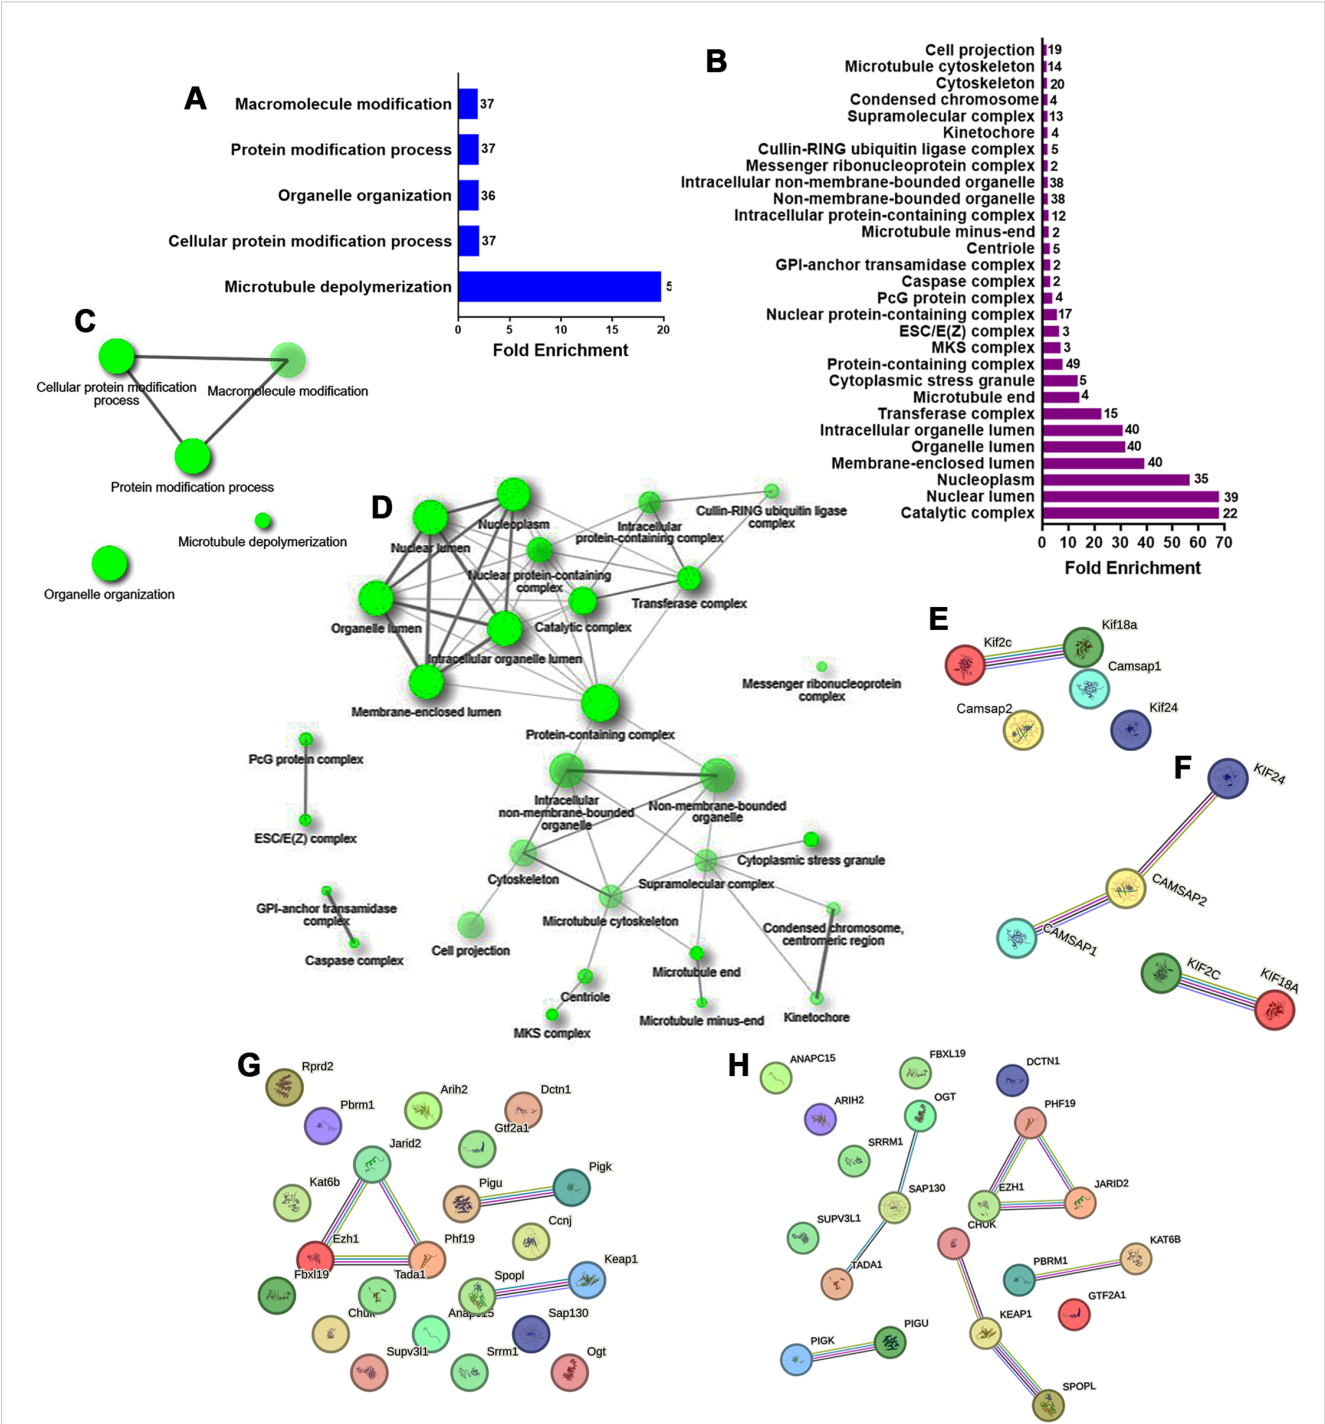 A
Macromolecule modification
37
Protein modification process
37
Organelle organization
36
Cellular protein modification process
37
Microtubule depolymerization
5
0 5 10 15 20
Fold Enrichment
B
Cell projection 19
Microtubule cytoskeleton 14
Cytoskeleton 20
Condensed chromosome 4
Supramolecular complex 13
Kinetochore 4
Cullin-RING ubiquitin ligase complex 5
Messenger ribonucleoprotein complex 2
Intracellular non-membrane-bounded organelle 38
Non-membrane-bounded organelle 38
Intracellular protein-containing complex 12
Microtubule minus-end 2
Centriole 5
GPI-anchor transamidase complex 2
Caspase complex 2
PcG protein complex 4
Nuclear protein-containing complex 17
ESC/E(Z) complex 3
MKS complex 3
Protein-containing complex 49
Cytoplasmic stress granule 5
Microtubule end 4
Transferase complex 15
Intracellular organelle lumen 40
Organelle lumen 40
Membrane-enclosed lumen 40
Nucleoplasm 35
Nuclear lumen 39
Catalytic complex 22
0 10 20 30 40 50 60 70
Fold Enrichment
C
Cellular protein modification
process
Macromolecule modification
Protein modification process
Microtubule depolymerization
Organelle organization
D
Nucleoplasm
Nuclear lumen
Intracellular
protein-containing complex
Cullin-RING ubiquitin ligase
complex
Nuclear protein-containing
complex
Transferase complex
Organelle lumen
Catalytic complex
Intracellular organelle lumen
Membrane-enclosed lumen
Messenger ribonucleoprotein
complex
Protein-containing complex
PcG protein complex
ESC/E(Z) complex
Intracellular
non-membrane-bounded
organelle
Non-membrane-bounded
organelle
Cytoskeleton
Supramolecular complex
Cytoplasmic stress granule
GPI-anchor transamidase
complex
Caspase complex
Cell projection
Microtubule cytoskeleton
Condensed chromosome,
centromeric region
Microtubule end
Centriole
MKS complex
Microtubule minus-end
Kinetochore
E
Kif2c
Kif18a
Camsap1
Camsap2
Kif24
F
KIF24
CAMSAP2
CAMSAP1
KIF2C
KIF18A
G
Rprd2
Pbrm1
Arih2
Dctn1
Gtf2a1
Jarid2
Kat6b
Pigu
Pigk
Ccnj
Ezh1
Phf19
Keap1
Fbxl19
Tada1
Spopl
Chuk
Anapc15
Sap130
Supv3l1
Srrm1
Ogt
H
ANAPC15
FBXL19
DCTN1
ARIH2
OGT
PHF19
SRRM1
SAP130
EZH1
JARID2
SUPV3L1
CHUK
TADA1
PBRM1
KAT6B
GTF2A1
PIGK
PIGU
KEAP1
SPOPL